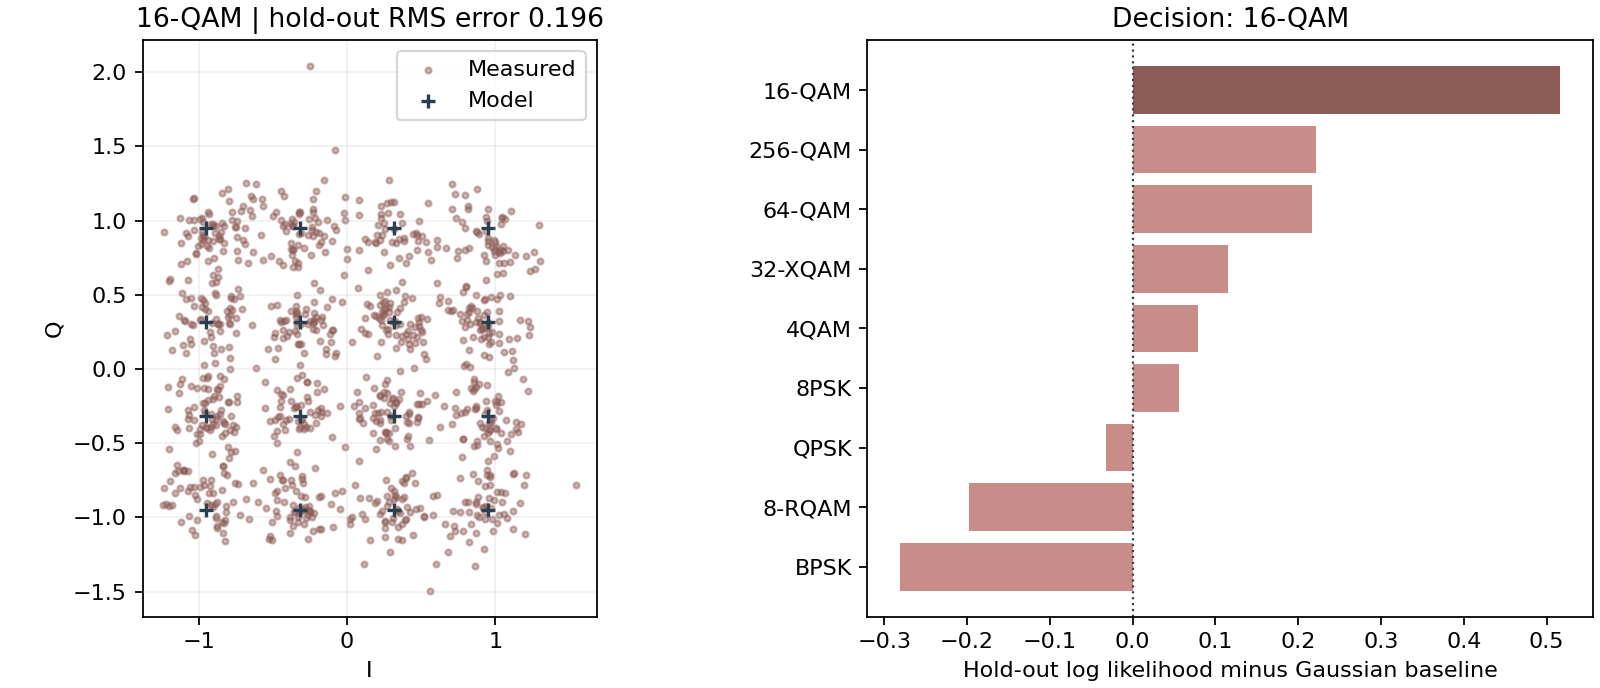 16-QAM | hold-out RMS error 0.196
Measured
Model
2.0
1.5
1.0
0.5
0.0
−0.5
−1.0
−1.5
Q
−1
0
1
I
Decision: 16-QAM
16-QAM
256-QAM
64-QAM
32-XQAM
4QAM
8PSK
QPSK
8-RQAM
BPSK
−0.3
−0.2
−0.1
0.0
0.1
0.2
0.3
0.4
0.5
Hold-out log likelihood minus Gaussian baseline